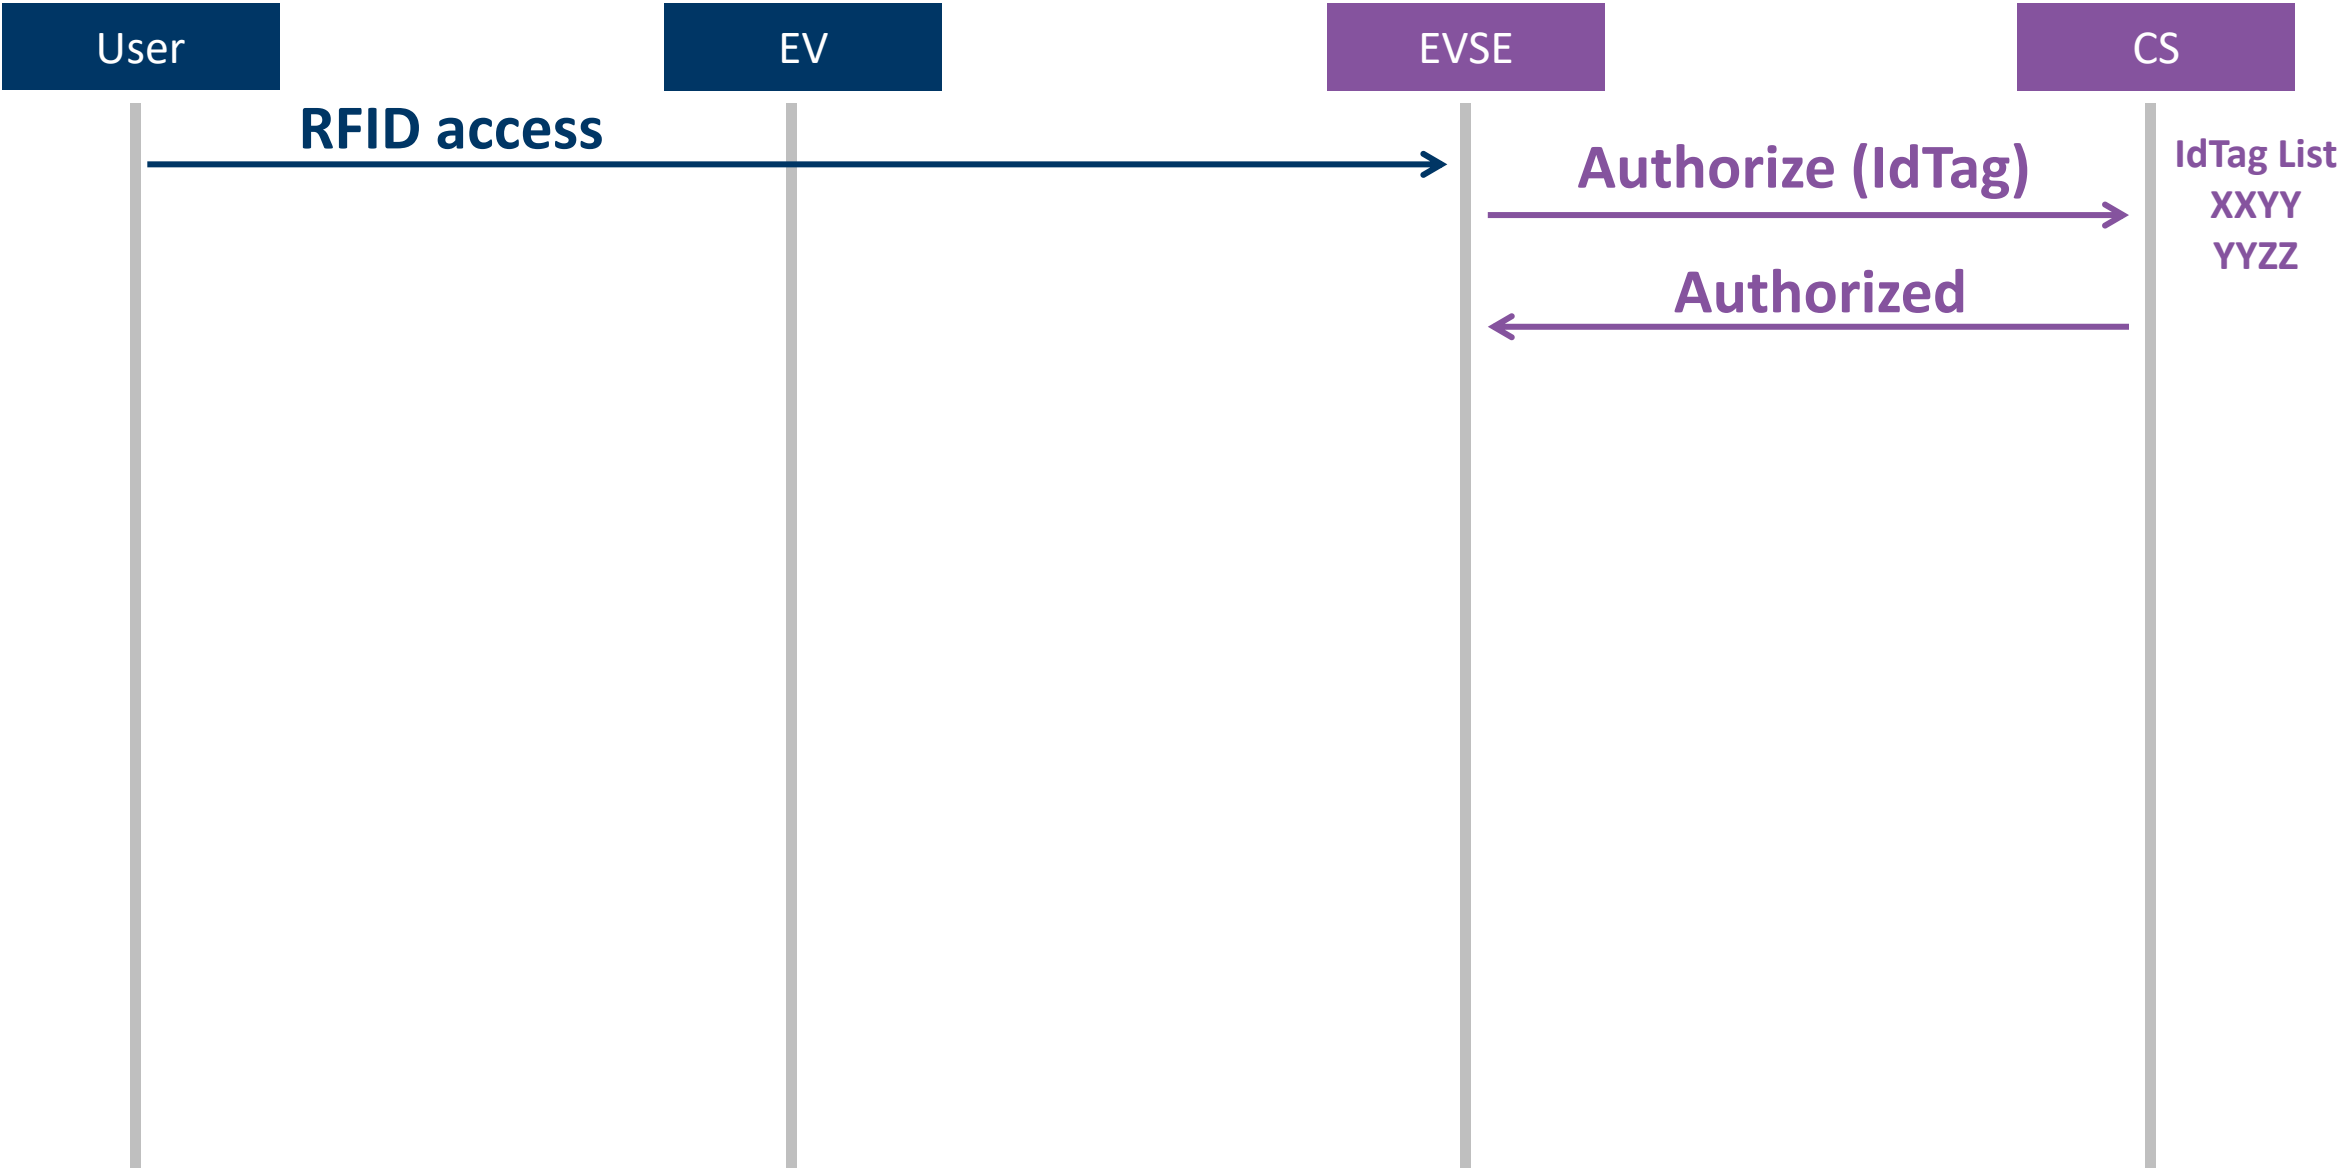 User
EV
EVSE
CS
RFID access
Authorize (IdTag)
IdTag List
XXYY
YYZZ
Authorized